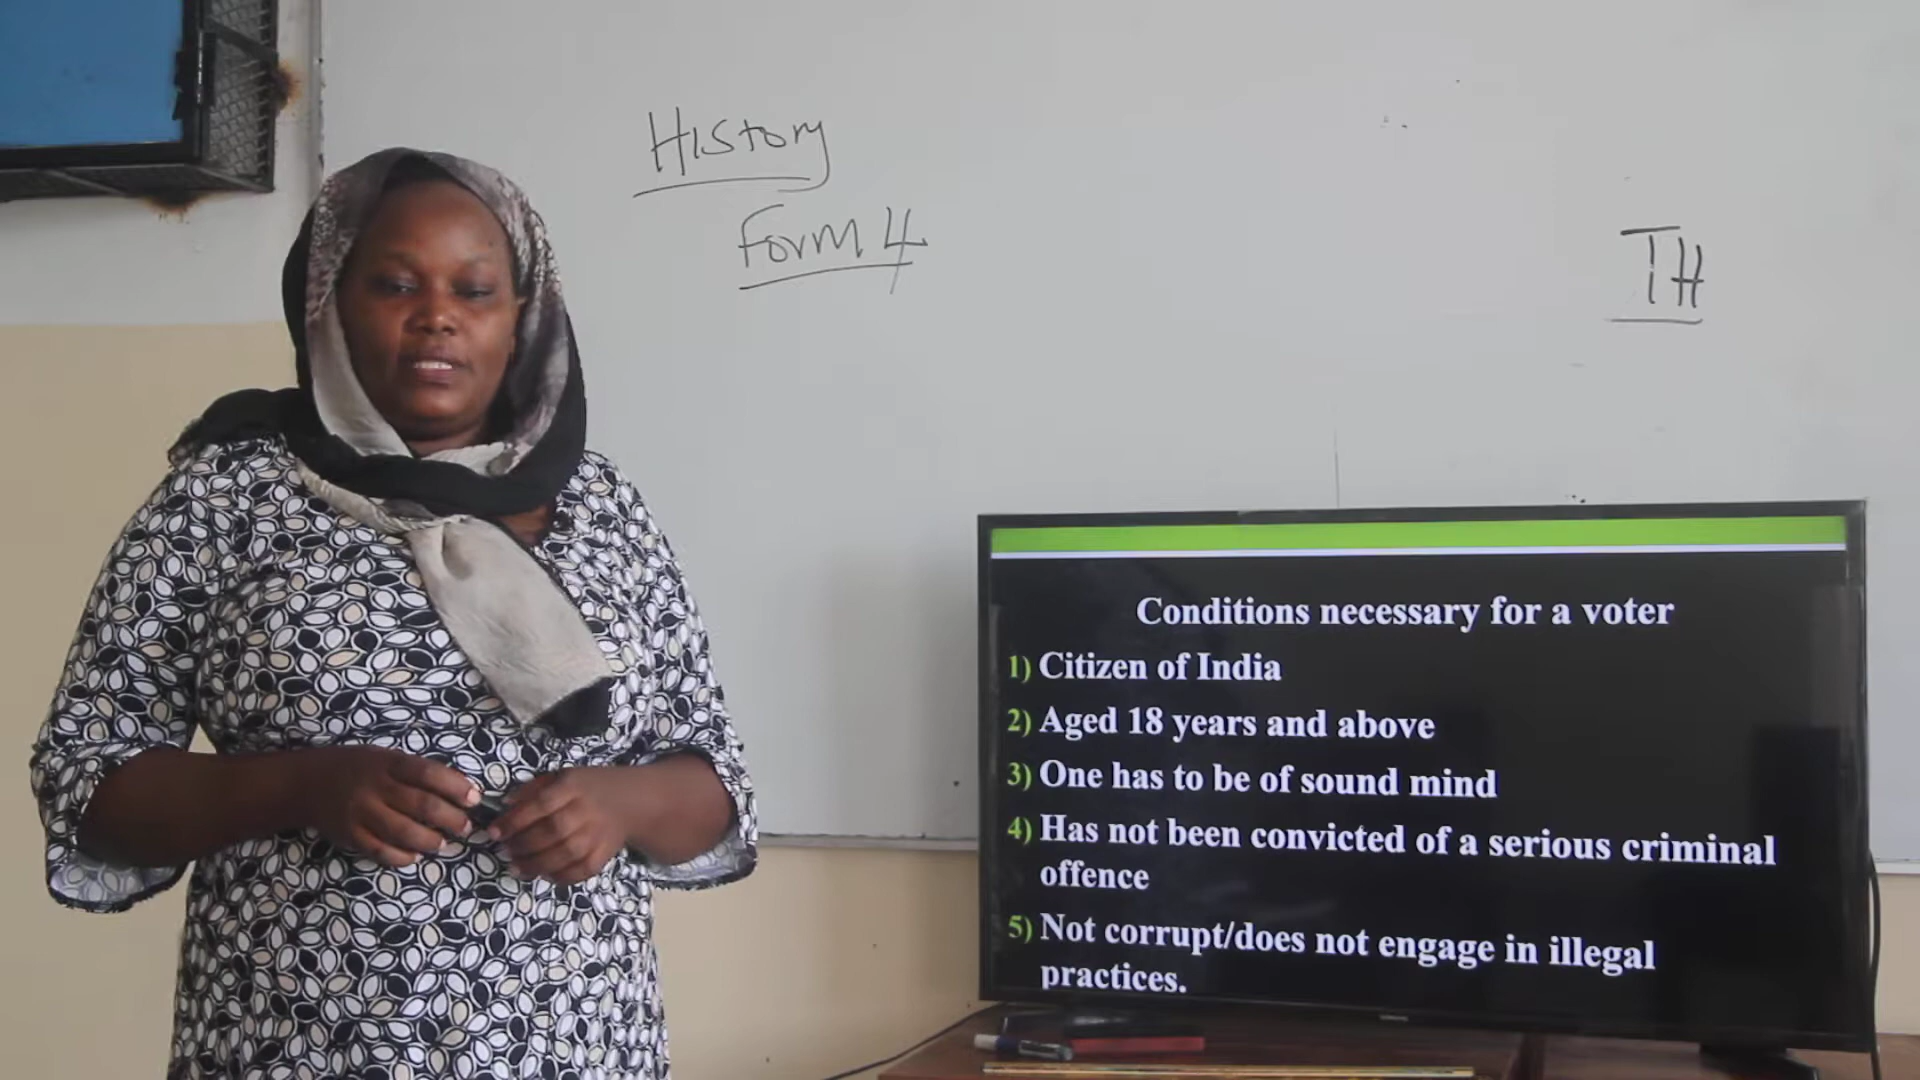 History
Form 4
TH
Conditions necessary for a voter
1) Citizen of India
2) Aged 18 years and above
3) One has to be of sound mind
4) Has not been convicted of a serious criminal
offence
5) Not corrupt/does not engage in illegal
practices.